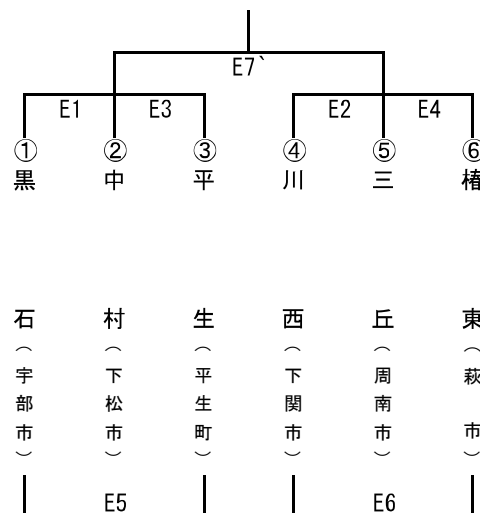 E7`
E1 E3 E2 E4
① ② ③ ④ ⑤ ⑥
黒石（宇部市）
中村（下松市）
平生（平生町）
川西（下関市）
三丘（周南市）
椿東（萩市）
E5 E6